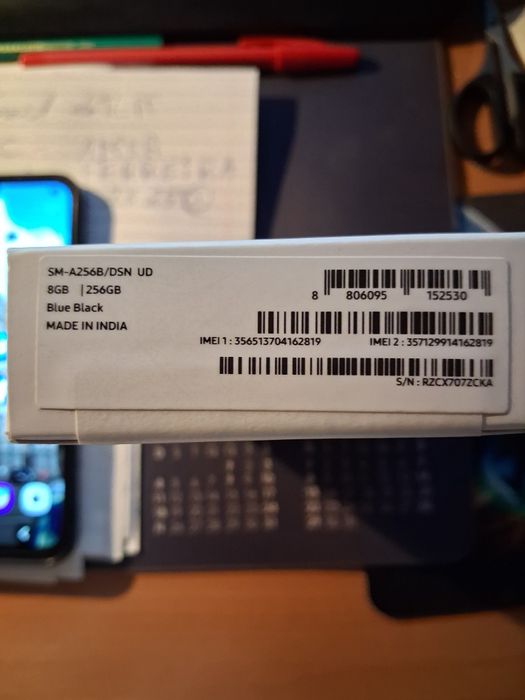 SM-A256B/DSN UD
8GB | 256GB
Blue Black
MADE IN INDIA
8 806095 152530
IMEI 1 : 356513704162819 IMEI 2 : 357129914162819
S/N : RZCX707ZCKA